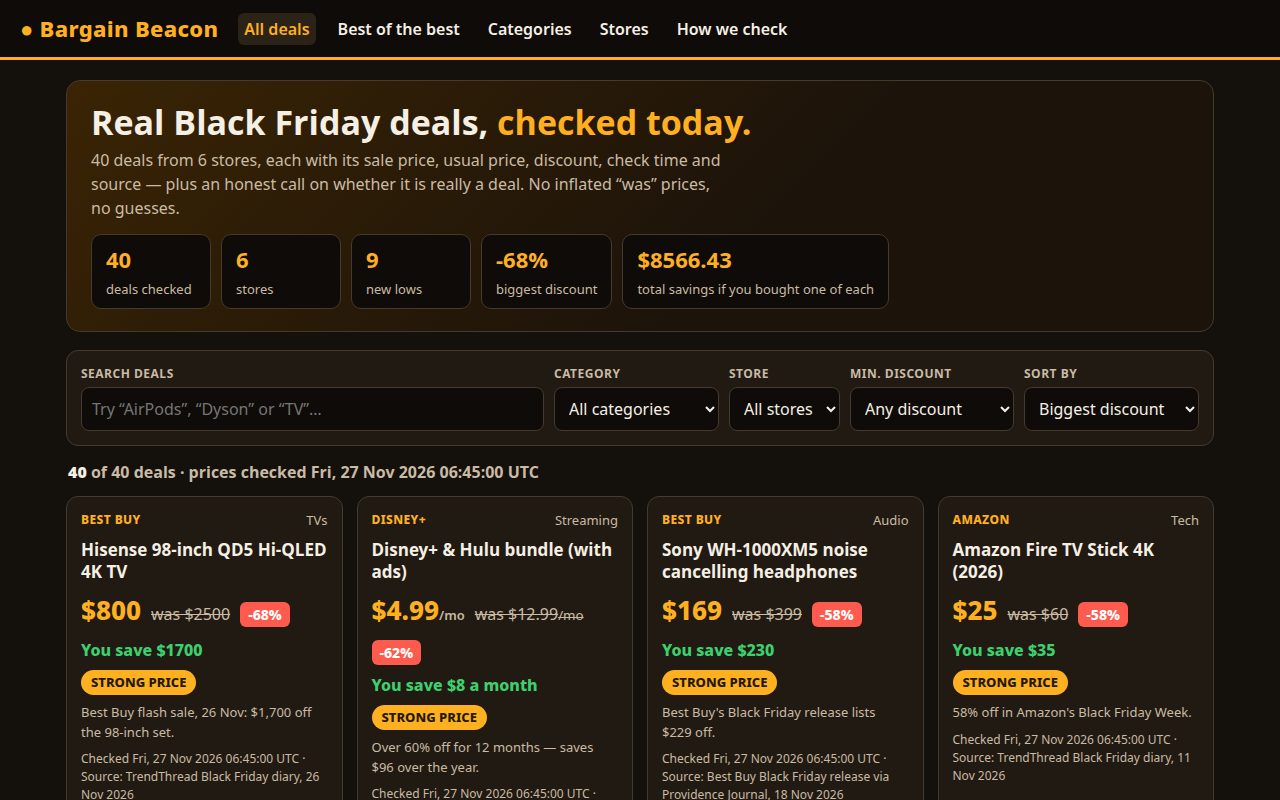 Bargain Beacon
All deals
Best of the best
Categories
Stores
How we check
Real Black Friday deals, checked today.
40 deals from 6 stores, each with its sale price, usual price, discount, check time and
source — plus an honest call on whether it is really a deal. No inflated “was” prices,
no guesses.
40
deals checked
6
stores
9
new lows
-68%
biggest discount
$8566.43
total savings if you bought one of each
SEARCH DEALS
Try “AirPods”, “Dyson” or “TV”…
CATEGORY
All categories
STORE
All stores
MIN. DISCOUNT
Any discount
SORT BY
Biggest discount
40 of 40 deals · prices checked Fri, 27 Nov 2026 06:45:00 UTC
BEST BUY
TVs
Hisense 98-inch QD5 Hi-QLED
4K TV
$800 was $2500 -68%
You save $1700
STRONG PRICE
Best Buy flash sale, 26 Nov: $1,700 off
the 98-inch set.
Checked Fri, 27 Nov 2026 06:45:00 UTC ·
Source: TrendThread Black Friday diary, 26
Nov 2026
DISNEY+
Streaming
Disney+ & Hulu bundle (with
ads)
$4.99/mo was $12.99/mo
-62%
You save $8 a month
STRONG PRICE
Over 60% off for 12 months — saves
$96 over the year.
Checked Fri, 27 Nov 2026 06:45:00 UTC ·
BEST BUY
Audio
Sony WH-1000XM5 noise
cancelling headphones
$169 was $399 -58%
You save $230
STRONG PRICE
Best Buy's Black Friday release lists
$229 off.
Checked Fri, 27 Nov 2026 06:45:00 UTC ·
Source: Best Buy Black Friday release via
Providence Journal, 18 Nov 2026
AMAZON
Tech
Amazon Fire TV Stick 4K
(2026)
$25 was $60 -58%
You save $35
STRONG PRICE
58% off in Amazon's Black Friday Week.
Checked Fri, 27 Nov 2026 06:45:00 UTC ·
Source: TrendThread Black Friday diary, 11
Nov 2026